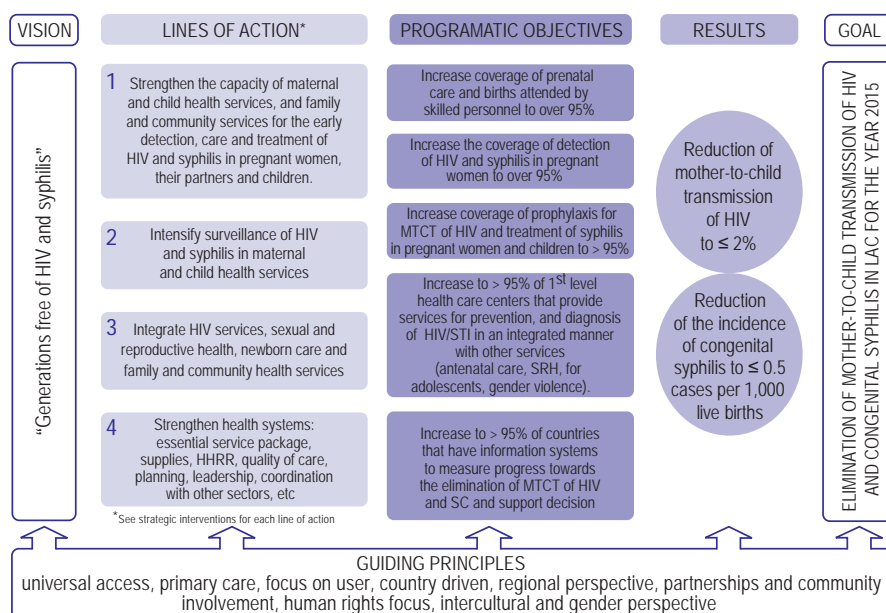 VISION
LINES OF ACTION*
PROGRAMATIC OBJECTIVES
RESULTS
GOAL
“Generations free of HIV and syphilis”
1
Strengthen the capacity of maternal
and child health services, and family
and community services for the early
detection, care and treatment of
HIV and syphilis in pregnant women,
their partners and children.
2
Intensify surveillance of HIV
and syphilis in maternal
and child health services
3
Integrate HIV services, sexual and
reproductive health, newborn care and
family and community health services
4
Strengthen health systems:
essential service package,
supplies, HHRR, quality of care,
planning, leadership, coordination
with other sectors, etc
*See strategic interventions for each line of action
Increase coverage of prenatal
care and births attended by
skilled personnel to over 95%
Increase the coverage of detection
of HIV and syphilis in pregnant
women to over 95%
Increase coverage of prophylaxis for
MTCT of HIV and treatment of syphilis
in pregnant women and children to > 95%
Increase to > 95% of 1st level
health care centers that provide
services for prevention, and diagnosis
of HIV/STI in an integrated manner
with other services
(antenatal care, SRH, for
adolescents, gender violence).
Increase to > 95% of countries
that have information systems
to measure progress towards
the elimination of MTCT of HIV
and SC and support decision
Reduction of
mother-to-child
transmission
of HIV
to ≤ 2%
Reduction
of the incidence
of congenital
syphilis to ≤ 0.5
cases per 1,000
live births
ELIMINATION OF MOTHER-TO-CHILD TRANSMISSION OF HIV
AND CONGENITAL SYPHILIS IN LAC FOR THE YEAR 2015
GUIDING PRINCIPLES
universal access, primary care, focus on user, country driven, regional perspective, partnerships and community
involvement, human rights focus, intercultural and gender perspective